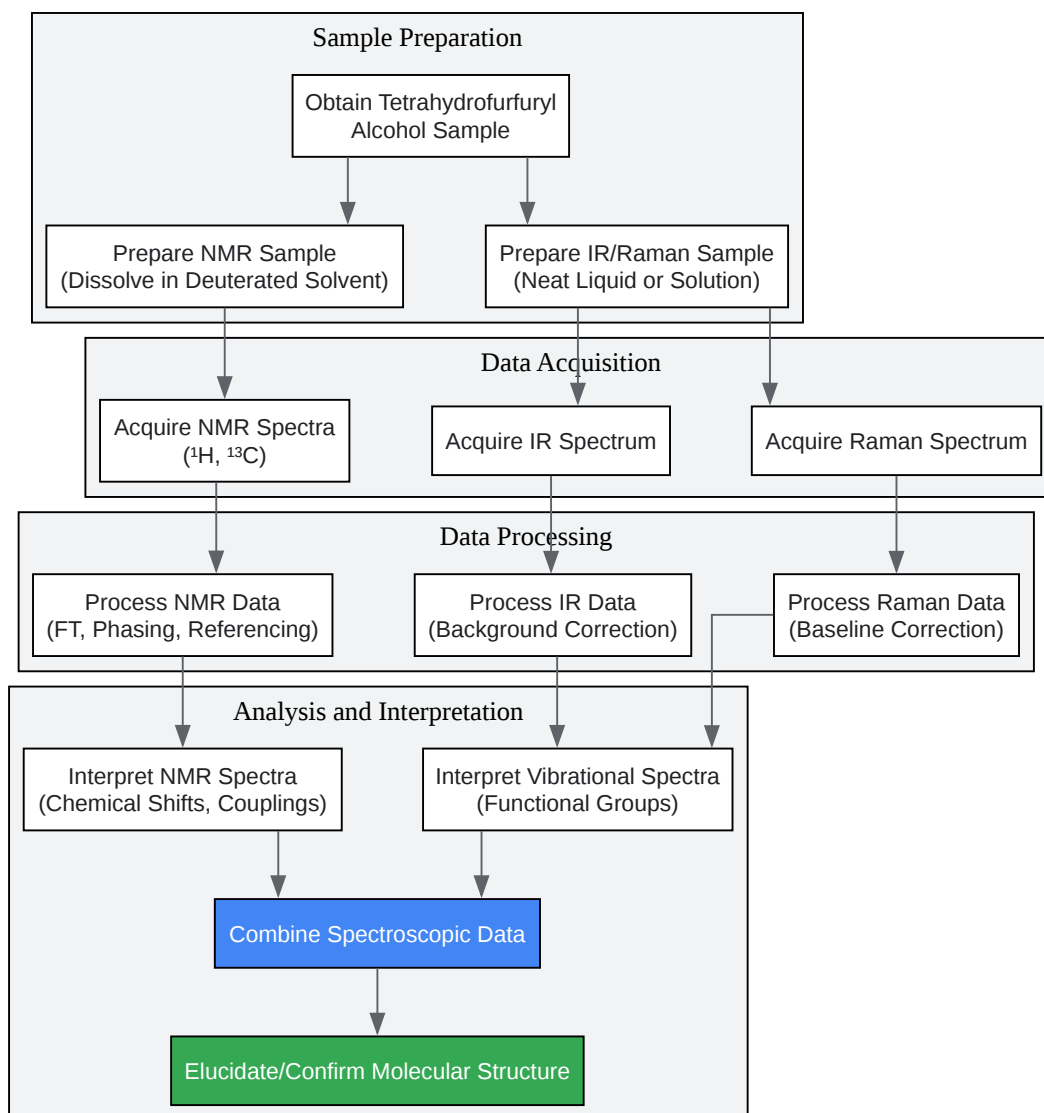 Sample Preparation
Obtain Tetrahydrofurfuryl
Alcohol Sample
Prepare NMR Sample
(Dissolve in Deuterated Solvent)
Prepare IR/Raman Sample
(Neat Liquid or Solution)
Data Acquisition
Acquire NMR Spectra
(¹H, ¹³C)
Acquire IR Spectrum
Acquire Raman Spectrum
Data Processing
Process NMR Data
(FT, Phasing, Referencing)
Process IR Data
(Background Correction)
Process Raman Data
(Baseline Correction)
Analysis and Interpretation
Interpret NMR Spectra
(Chemical Shifts, Couplings)
Interpret Vibrational Spectra
(Functional Groups)
Combine Spectroscopic Data
Elucidate/Confirm Molecular Structure